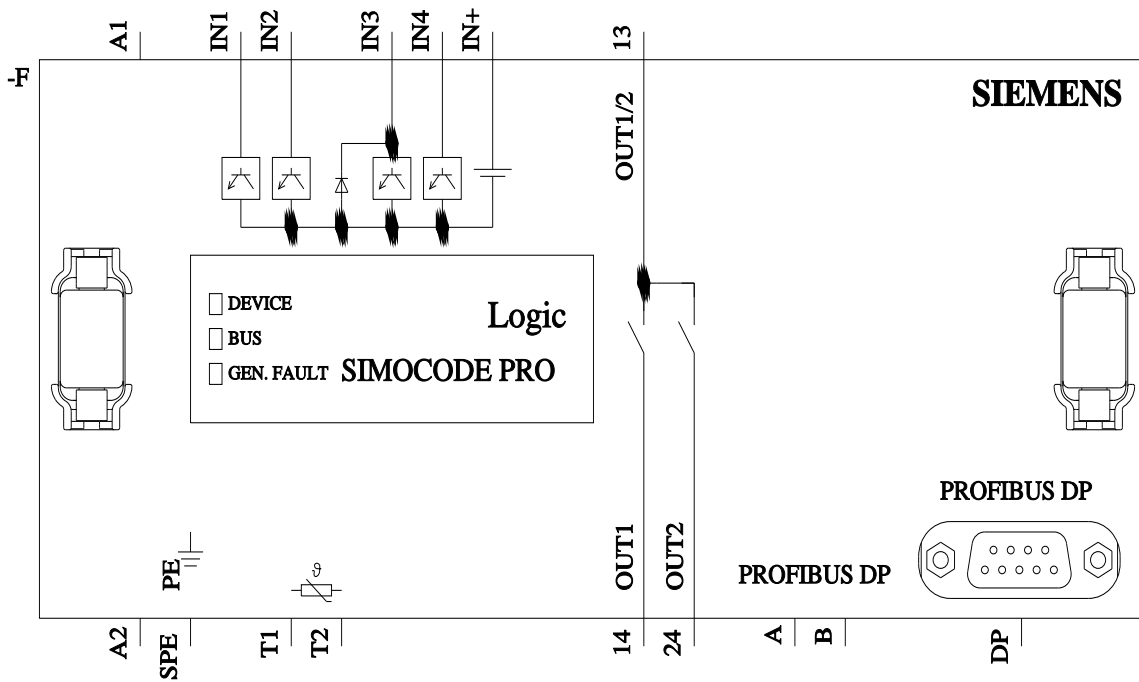 A1
IN1
IN2
IN3
IN4
IN+
13
-F
SIEMENS
OUT1/2
DEVICE
BUS
GEN. FAULT
Logic
SIMOCODE PRO
PROFIBUS DP
PE
ϑ
OUT1
OUT2
PROFIBUS DP
A2
SPE
T1
T2
14
24
A
B
DP